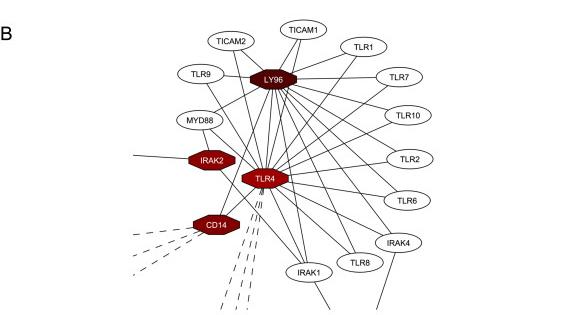 B
TICAM1
TICAM2
TLR1
TLR9
LY96
TLR7
TLR10
MYD88
IRAK2
TLR2
TLR4
TLR6
CD14
IRAK4
TLR8
IRAK1